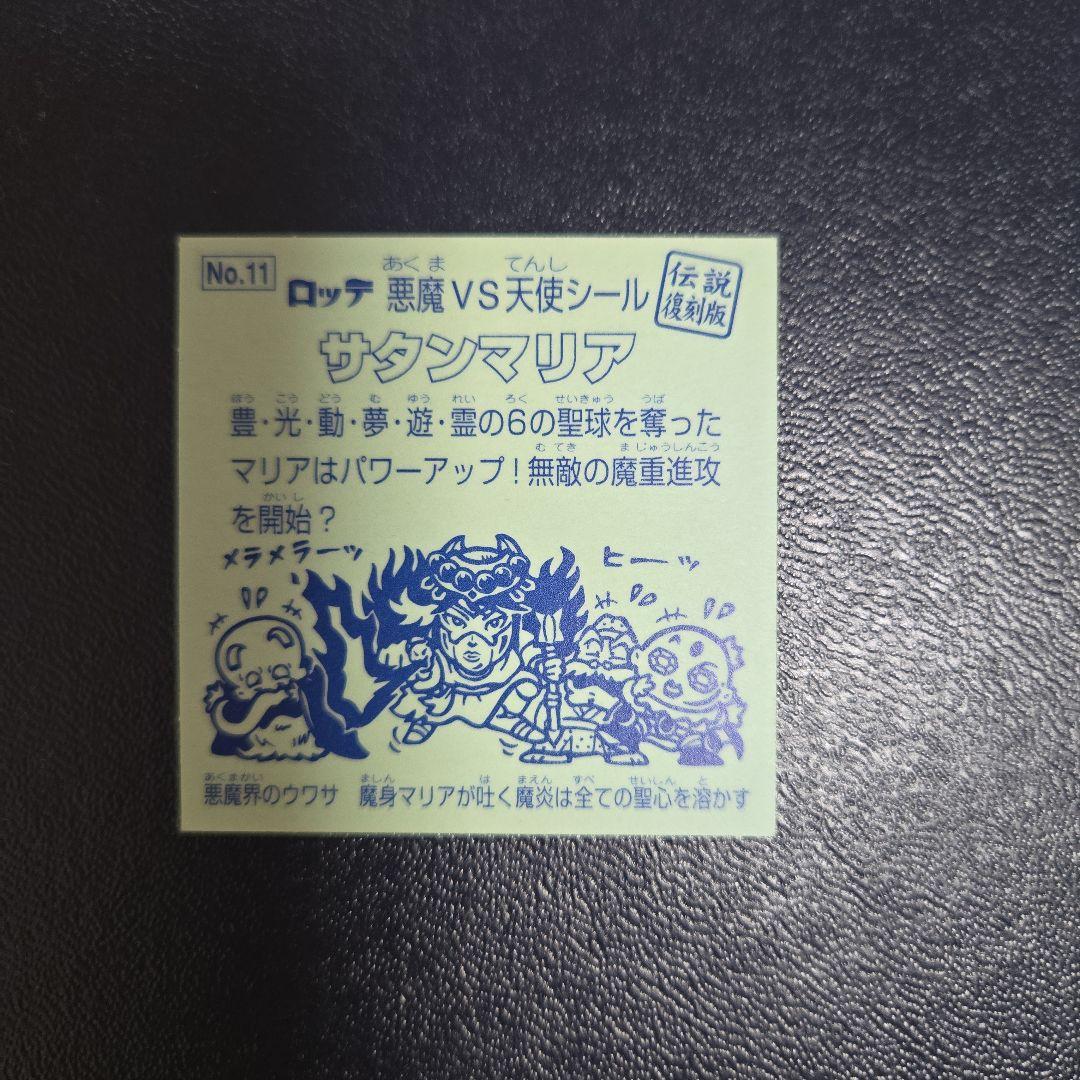 No.11
ロッテ 悪魔VS天使シール
あくま てんし
伝説
復刻版
サタンマリア
ほう こう どう む ゆう れい ろく せいきゅう うば
豊・光・動・夢・遊・霊の6の聖球を奪った
むてき まじゅうしんこう
マリアはパワーアップ!無敵の魔重進攻
かいし
を開始?
メラメラーッ
ヒーッ
あくまかい ましん は まえん すべ せいしん と
悪魔界のウワサ 魔身マリアが吐く魔炎は全ての聖心を溶かす